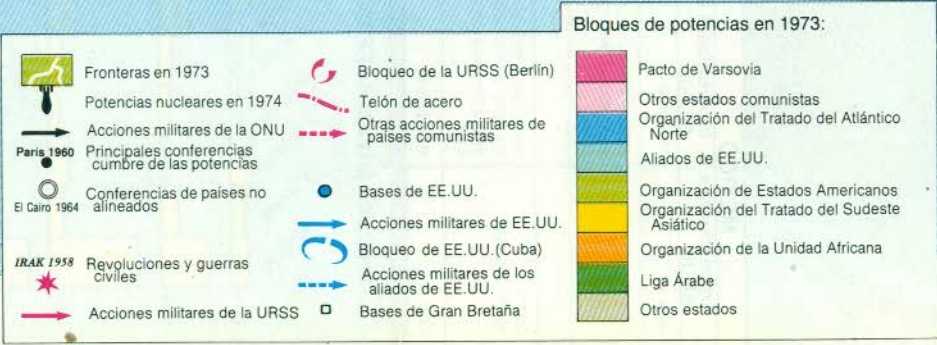 Bloques de potencias en 1973:
Fronteras en 1973
Potencias nucleares en 1974
Acciones militares de la ONU
París 1960
Principales conferencias
cumbre de las potencias
El Cairo 1964
Conferencias de países no
alineados
IRAK 1958
Revoluciones y guerras
civiles
Acciones militares de la URSS
Bloqueo de la URSS (Berlín)
Telón de acero
Otras acciones militares de
países comunistas
Bases de EE.UU.
Acciones militares de EE.UU.
Bloqueo de EE.UU.(Cuba)
Acciones militares de los
aliados de EE.UU.
Bases de Gran Bretaña
Pacto de Varsovia
Otros estados comunistas
Organización del Tratado del Atlántico
Norte
Aliados de EE.UU.
Organización de Estados Americanos
Organización del Tratado del Sudeste
Asiático
Organización de la Unidad Africana
Liga Árabe
Otros estados